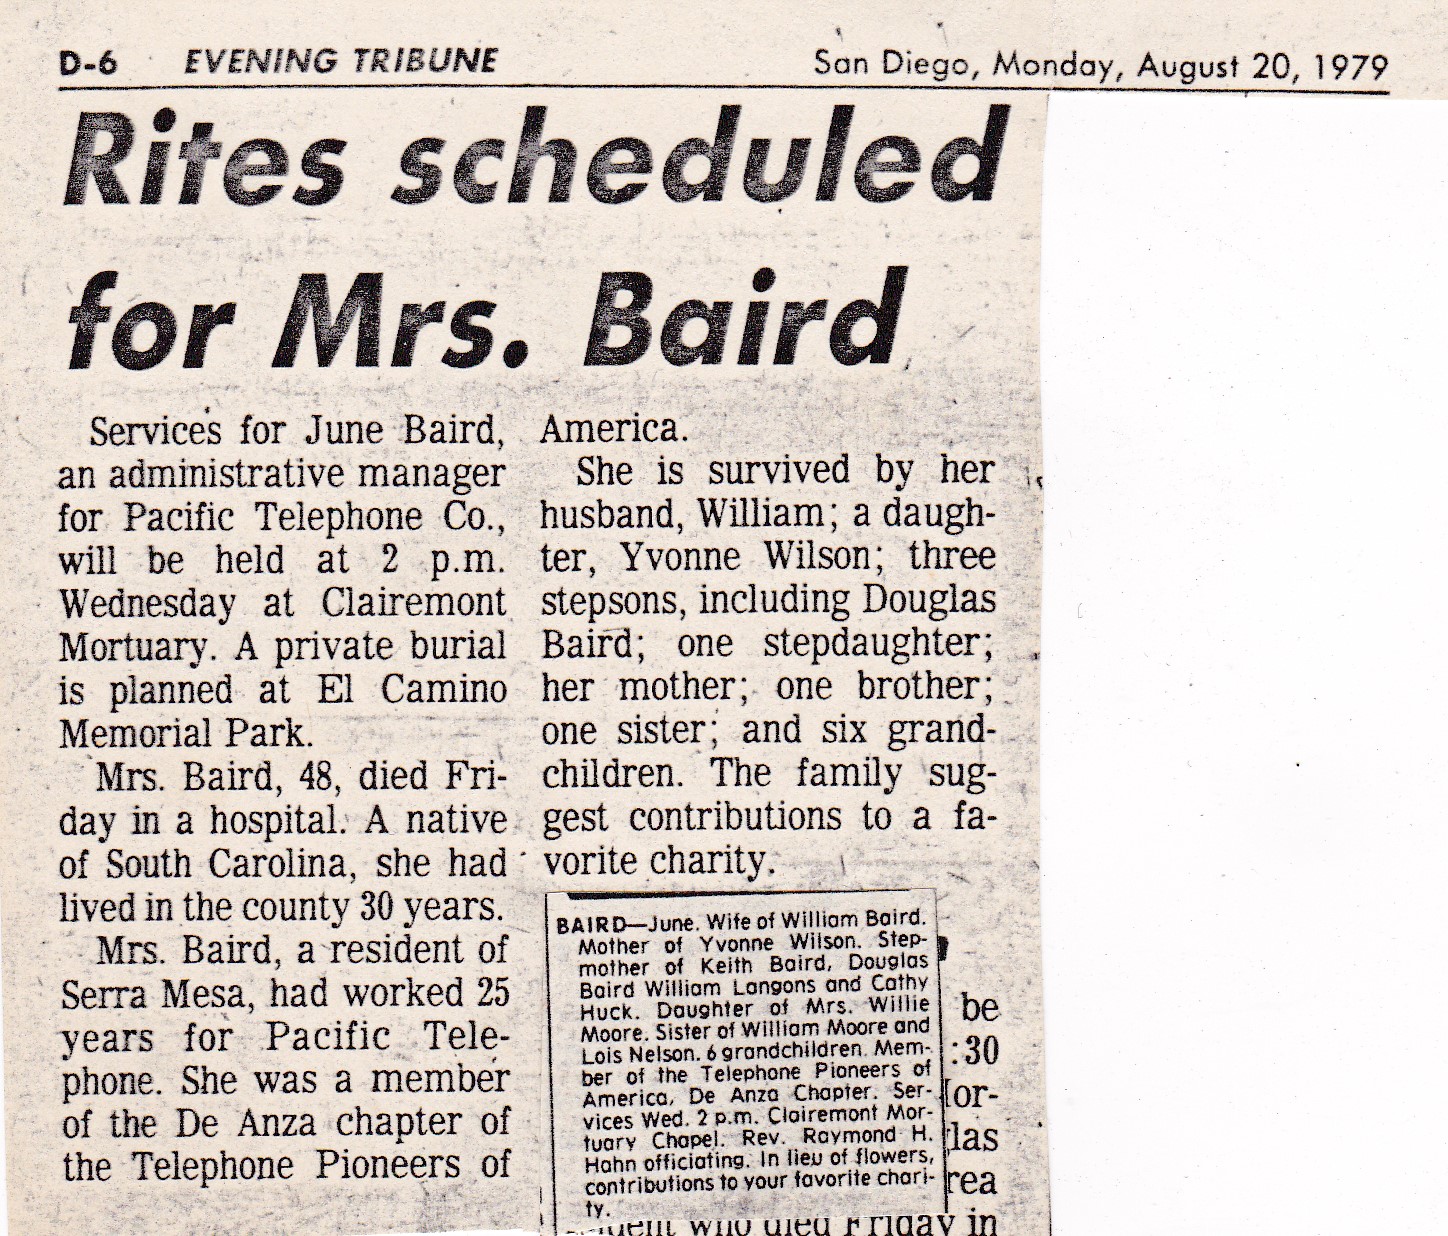 D-6 EVENING TRIBUNE San Diego, Monday, August 20, 1979
Rites scheduled
for Mrs. Baird
Services for June Baird,
an administrative manager
for Pacific Telephone Co.,
will be held at 2 p.m.
Wednesday at Clairemont
Mortuary. A private burial
is planned at El Camino
Memorial Park.
Mrs. Baird, 48, died Fri-
day in a hospital. A native
of South Carolina, she had
lived in the county 30 years.
Mrs. Baird, a resident of
Serra Mesa, had worked 25
years for Pacific Tele-
phone. She was a member
of the De Anza chapter of
the Telephone Pioneers of
America.
She is survived by her
husband, William; a daugh-
ter, Yvonne Wilson; three
stepsons, including Douglas
Baird; one stepdaughter;
her mother; one brother;
one sister; and six grand-
children. The family sug-
gest contributions to a fa-
vorite charity.
BAIRD—June. Wife of William Baird.
Mother of Yvonne Wilson. Step-
mother of Keith Baird, Douglas
Baird William Langons and Cathy
Huck. Daughter of Mrs. Willie
Moore. Sister of William Moore and
Lois Nelson. 6 grandchildren. Mem-
ber of the Telephone Pioneers of
America, De Anza Chapter. Ser-
vices Wed. 2 p.m. Clairemont Mor-
tuary Chapel. Rev. Raymond H.
Hahn officiating. In lieu of flowers,
contributions to your favorite chari-
ty.
be
:30
or-
las
rea
who died Friday in